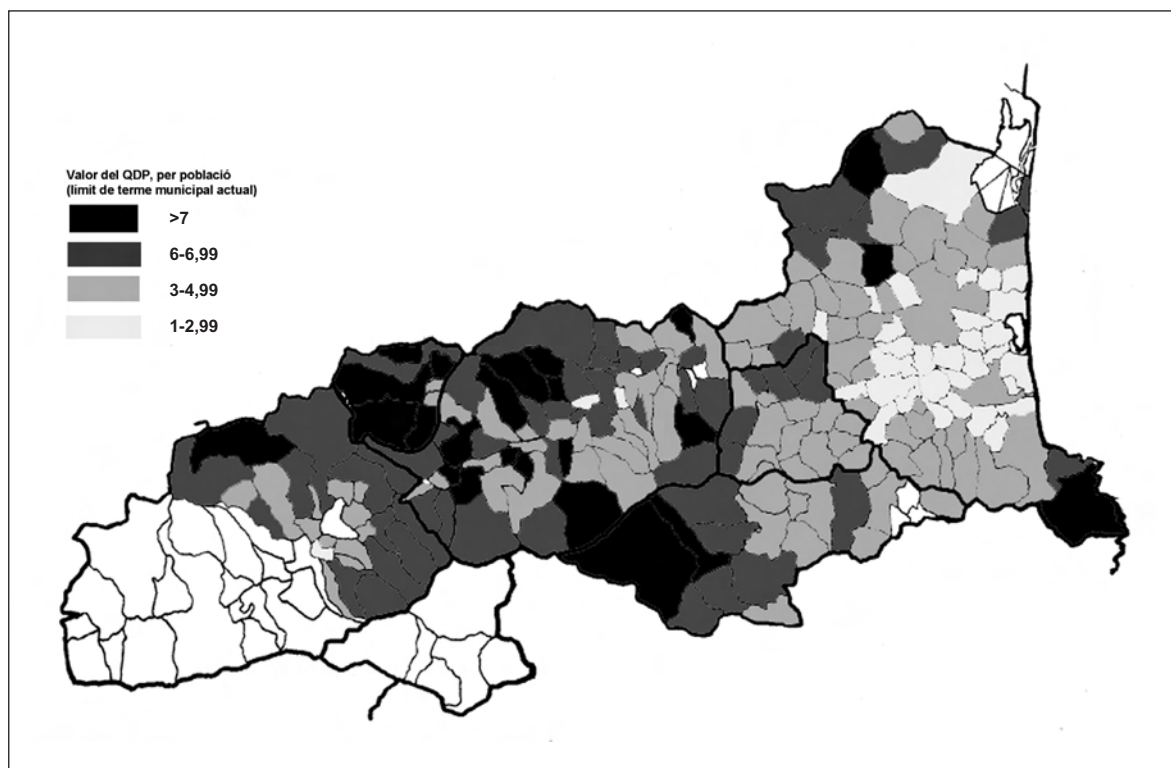 Valor del QDP, per població
(limit de terme municipal actual)
>7
6-6,99
3-4,99
1-2,99